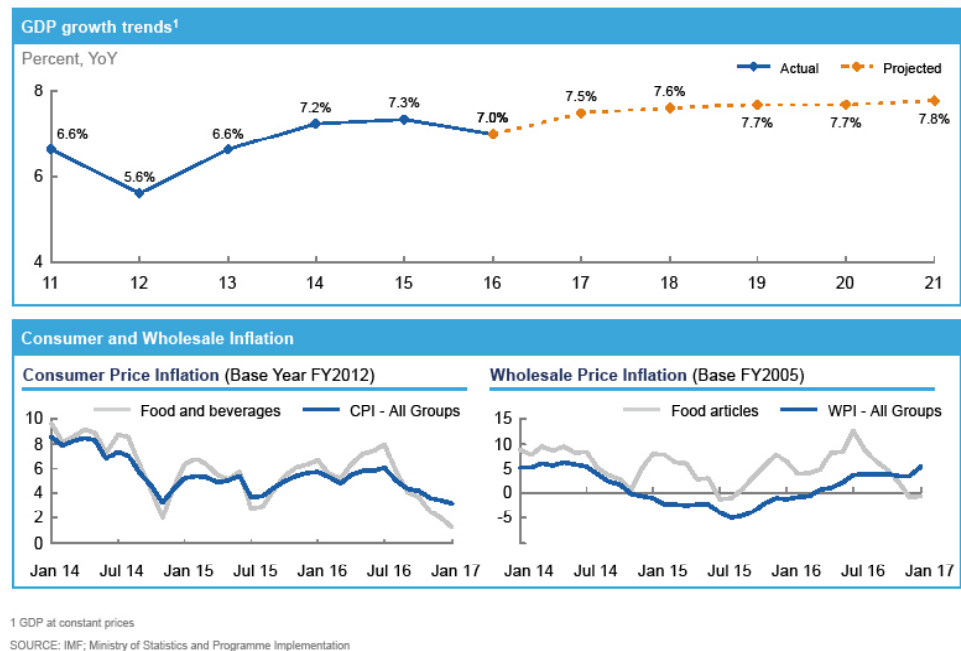 GDP growth trends¹
Percent, YoY
Actual Projected
8
6
4
6.6% 5.6% 6.6% 7.2% 7.3% 7.0% 7.5% 7.6% 7.7% 7.7% 7.8%
11 12 13 14 15 16 17 18 19 20 21
Consumer and Wholesale Inflation
Consumer Price Inflation (Base Year FY2012)
Food and beverages CPI - All Groups
10
8
6
4
2
0
Jan 14 Jul 14 Jan 15 Jul 15 Jan 16 Jul 16 Jan 17
Wholesale Price Inflation (Base FY2005)
Food articles WPI - All Groups
15
10
5
0
-5
Jan 14 Jul 14 Jan 15 Jul 15 Jan 16 Jul 16 Jan 17
1 GDP at constant prices
SOURCE: IMF; Ministry of Statistics and Programme Implementation